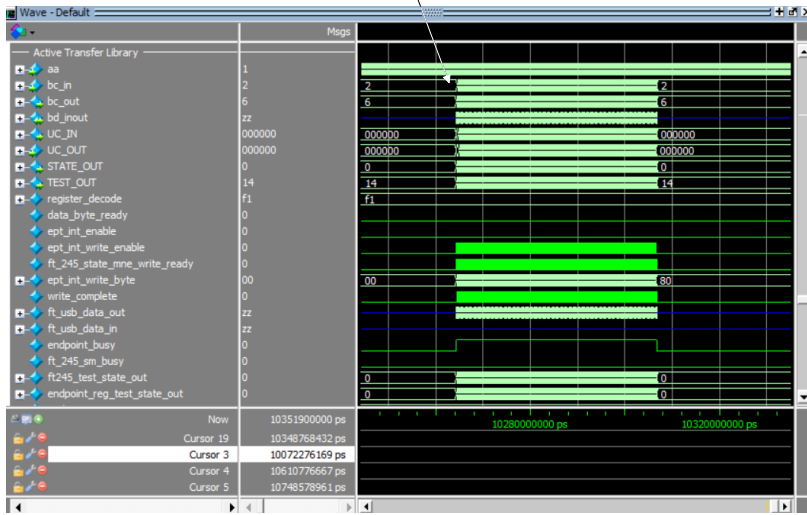 Wave - Default
Msgs
Active Transfer Library
aa 1
bc_in 2 2 2
bc_out 6 6 6
bd_inout zz
UC_IN 000000 000000 000000
UC_OUT 000000 000000 000000
STATE_OUT 0 0 0
TEST_OUT 14 14 14
register_decode f1 f1
data_byte_ready 0
ept_int_enable 0
ept_int_write_enable 0
ft_245_state_mne_write_ready 0
ept_int_write_byte 00 00 80
write_complete 0
ft_usb_data_out zz
ft_usb_data_in zz
endpoint_busy 0
ft_245_sm_busy 0
ft245_test_state_out 0 0 0
endpoint_reg_test_state_out 0 0 0
Now 10351900000 ps 10280000000 ps 10320000000 ps
Cursor 19 10348768432 ps
Cursor 3 10072276169 ps
Cursor 4 10610776667 ps
Cursor 5 10748578961 ps